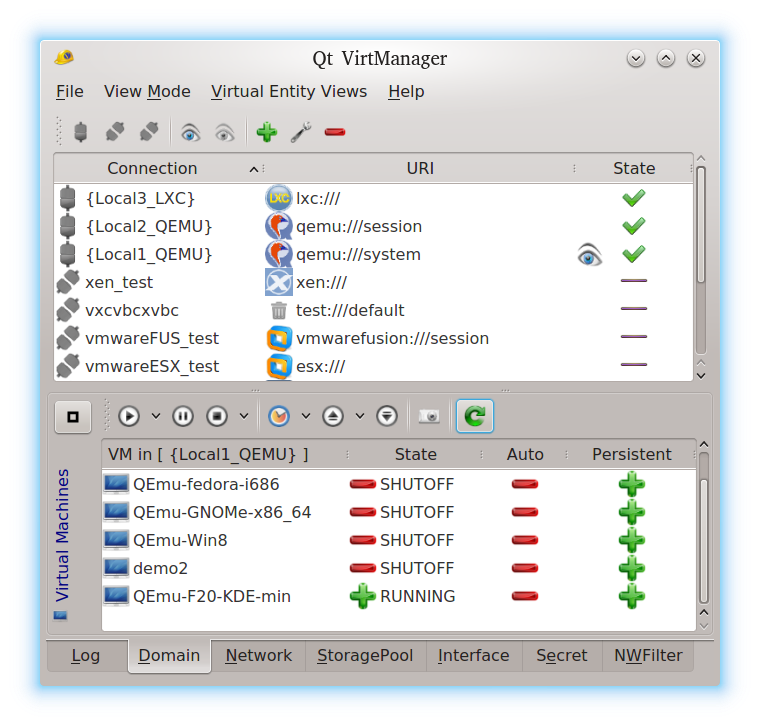 Qt VirtManager
File View Mode Virtual Entity Views Help
Connection URI State
{Local3_LXC} LXC lxc:///
{Local2_QEMU} qemu:///session
{Local1_QEMU} qemu:///system
xen_test xen:///
vxcvbcxvbc test:///default
vmwareFUS_test vmwarefusion:///session
vmwareESX_test esx:///
VM in [ {Local1_QEMU} ] State Auto Persistent
QEmu-fedora-i686 SHUTOFF
QEmu-GNOMe-x86_64 SHUTOFF
QEmu-Win8 SHUTOFF
demo2 SHUTOFF
QEmu-F20-KDE-min RUNNING
Virtual Machines
Log Domain Network StoragePool Interface Secret NWFilter